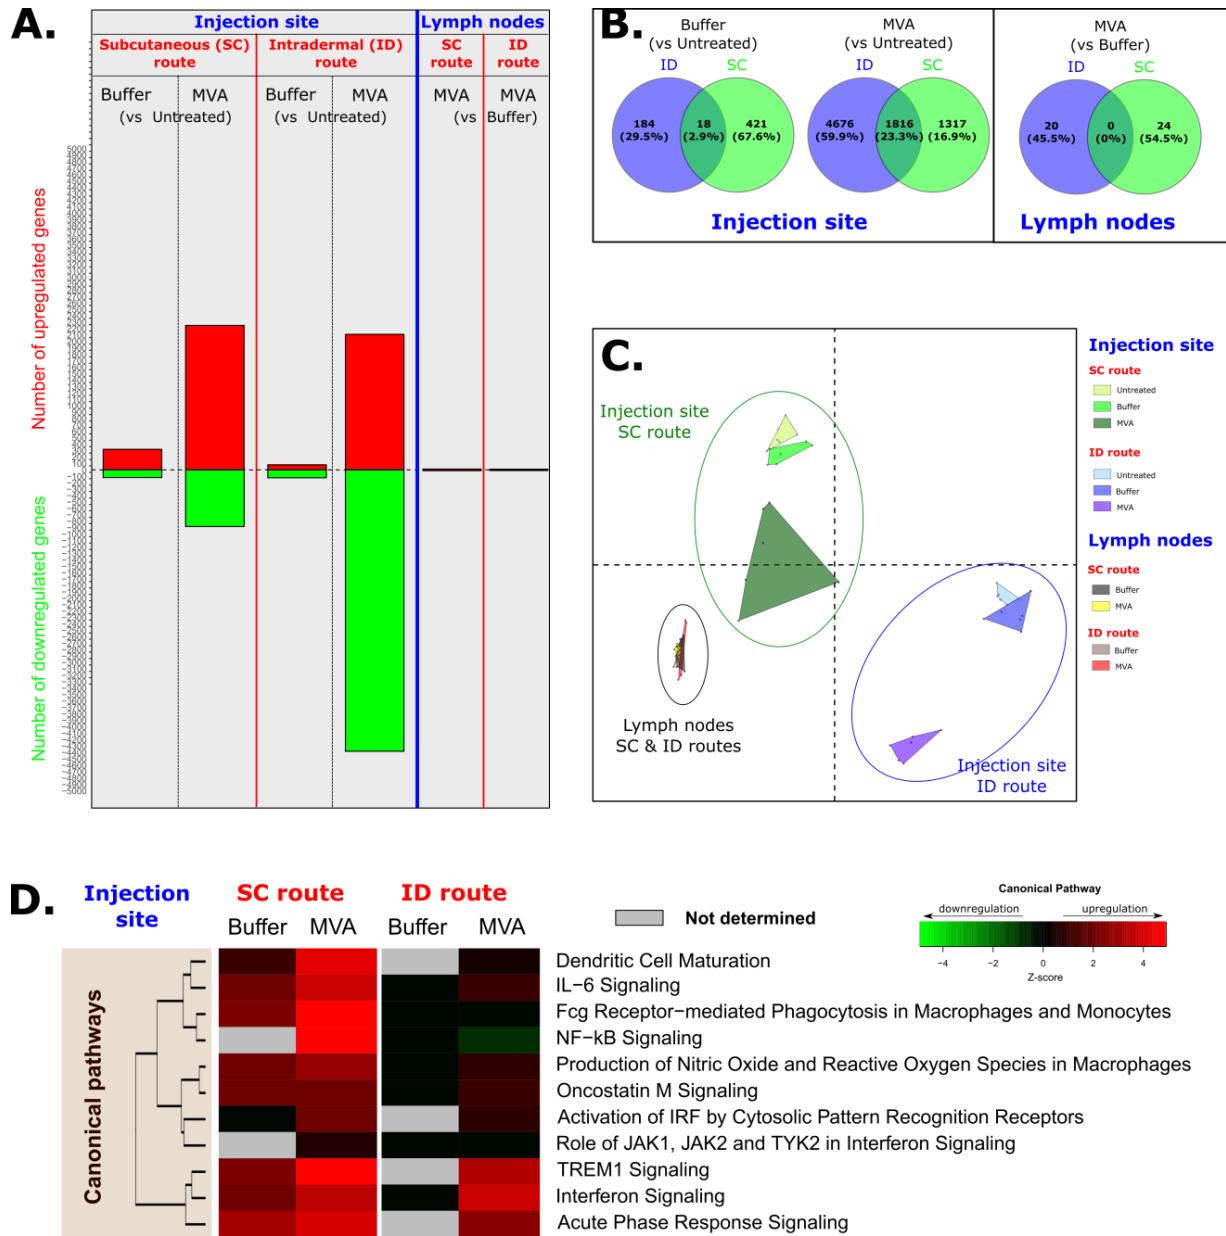 A.
Injection site
Lymph nodes
Subcutaneous (SC)
route
Intradermal (ID)
route
SC
route
ID
route
Buffer
MVA
(vs Untreated)
Buffer
MVA
(vs Untreated)
MVA
MVA
(vs Buffer)
Number of upregulated genes
Number of downregulated genes
B.
Buffer
(vs Untreated)
ID
SC
184
(29.5%)
18
(2.9%)
421
(67.6%)
MVA
(vs Untreated)
ID
SC
4676
(59.9%)
1816
(23.3%)
1317
(16.9%)
Injection site
MVA
(vs Buffer)
ID
SC
20
(45.5%)
0
(0%)
24
(54.5%)
Lymph nodes
C.
Injection site
SC route
Lymph nodes
SC & ID routes
Injection site
ID route
Injection site
SC route
Untreated
Buffer
MVA
ID route
Untreated
Buffer
MVA
Lymph nodes
SC route
Buffer
MVA
ID route
Buffer
MVA
D.
Injection
site
SC route
ID route
Buffer
MVA
Buffer
MVA
Not determined
Canonical Pathway
downregulation
upregulation
−4
−2
0
2
4
Z-score
Canonical pathways
Dendritic Cell Maturation
IL−6 Signaling
Fcg Receptor−mediated Phagocytosis in Macrophages and Monocytes
NF−kB Signaling
Production of Nitric Oxide and Reactive Oxygen Species in Macrophages
Oncostatin M Signaling
Activation of IRF by Cytosolic Pattern Recognition Receptors
Role of JAK1, JAK2 and TYK2 in Interferon Signaling
TREM1 Signaling
Interferon Signaling
Acute Phase Response Signaling